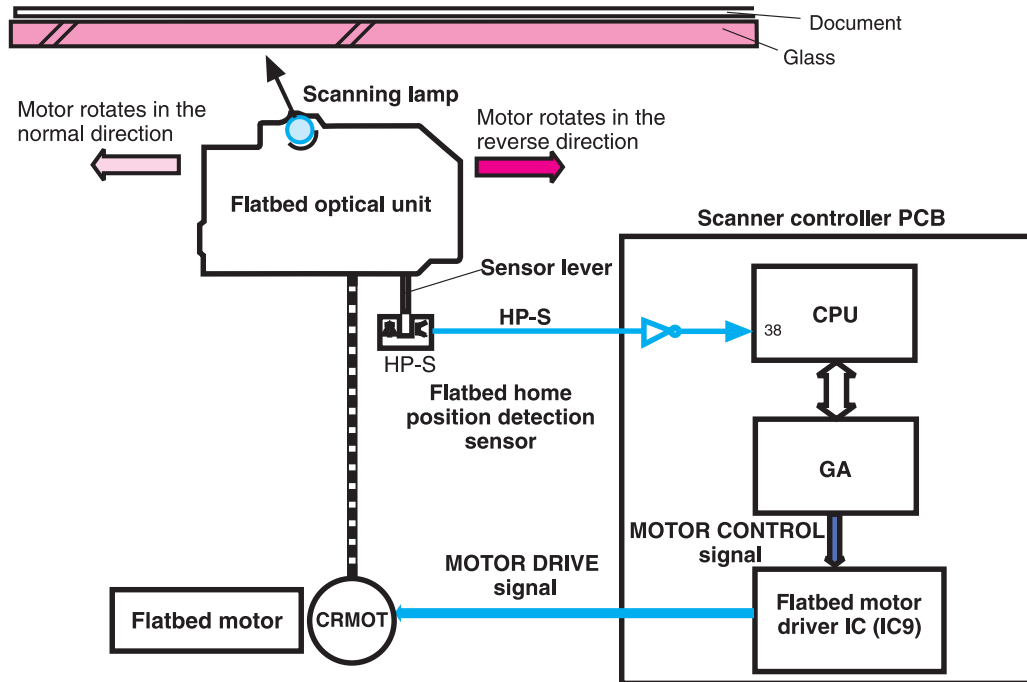 Document
Glass
Scanning lamp
Motor rotates in the
normal direction
Motor rotates in the
reverse direction
Flatbed optical unit
Scanner controller PCB
Sensor lever
HP-S
38
CPU
HP-S
Flatbed home
position detection
sensor
GA
MOTOR CONTROL
signal
MOTOR DRIVE
signal
Flatbed motor
CRMOT
Flatbed motor
driver IC (IC9)